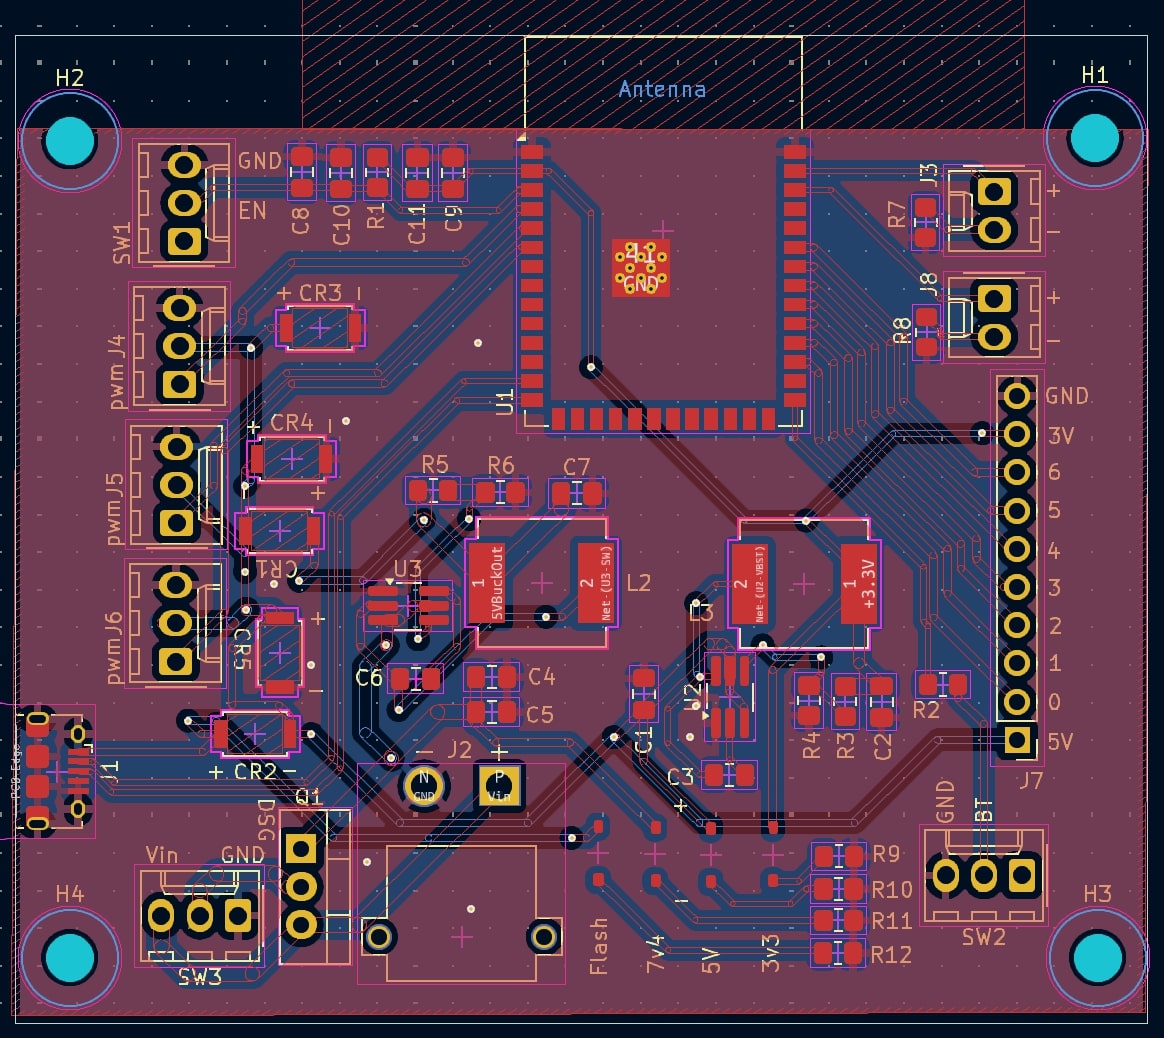 H2
H1
Antenna
GND
EN
SW1
C8
C10
R1
C11
C9
41
GND
R7
J3
+
-
J8
R8
+
-
+ CR3 -
pwm J4
U1
+ CR4 -
GND
3V
6
5
4
3
2
1
0
5V
J7
pwmJ5
+
CR1
R5
R6
C7
U3
1
5VBuckOut
2
Net-(U3-SW)
L2
L3
2
Net-(U2-VBST)
1
+3.3V
pwmJ6
CR5
+
-
C6
C4
C5
U2
C1
R4
R3
C2
R2
C3
+
J1
PCB Edge
+ CR2 -
- J2 +
N
GND
P
Vin
Q1
DSG
Vin
GND
SW3
GND
BT
SW2
R9
R10
R11
R12
-
Flash
7v4
5V
3v3
H4
H3